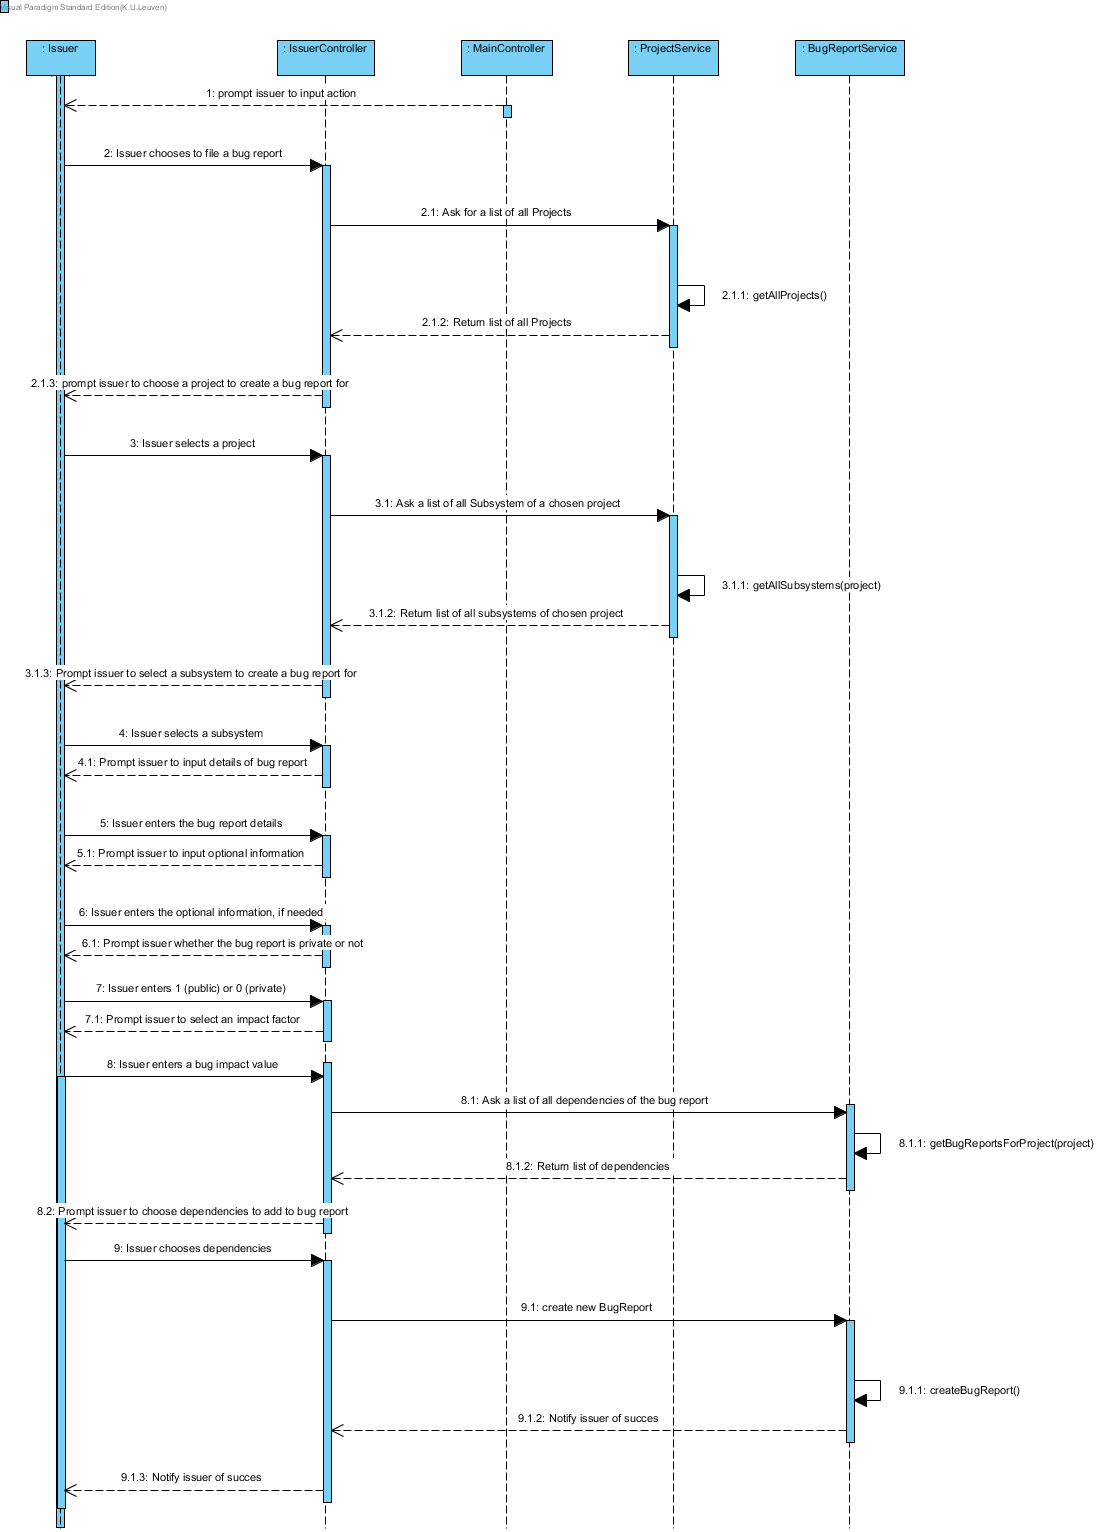 Visual Paradigm Standard Edition(K.U.Leuven)
: Issuer
: IssuerController
: MainController
: ProjectService
: BugReportService
1: prompt issuer to input action
2: Issuer chooses to file a bug report
2.1: Ask for a list of all Projects
2.1.1: getAllProjects()
2.1.2: Return list of all Projects
2.1.3: prompt issuer to choose a project to create a bug report for
3: Issuer selects a project
3.1: Ask a list of all Subsystem of a chosen project
3.1.1: getAllSubsystems(project)
3.1.2: Return list of all subsystems of chosen project
3.1.3: Prompt issuer to select a subsystem to create a bug report for
4: Issuer selects a subsystem
4.1: Prompt issuer to input details of bug report
5: Issuer enters the bug report details
5.1: Prompt issuer to input optional information
6: Issuer enters the optional information, if needed
6.1: Prompt issuer whether the bug report is private or not
7: Issuer enters 1 (public) or 0 (private)
7.1: Prompt issuer to select an impact factor
8: Issuer enters a bug impact value
8.1: Ask a list of all dependencies of the bug report
8.1.1: getBugReportsForProject(project)
8.1.2: Return list of dependencies
8.2: Prompt issuer to choose dependencies to add to bug report
9: Issuer chooses dependencies
9.1: create new BugReport
9.1.1: createBugReport()
9.1.2: Notify issuer of succes
9.1.3: Notify issuer of succes